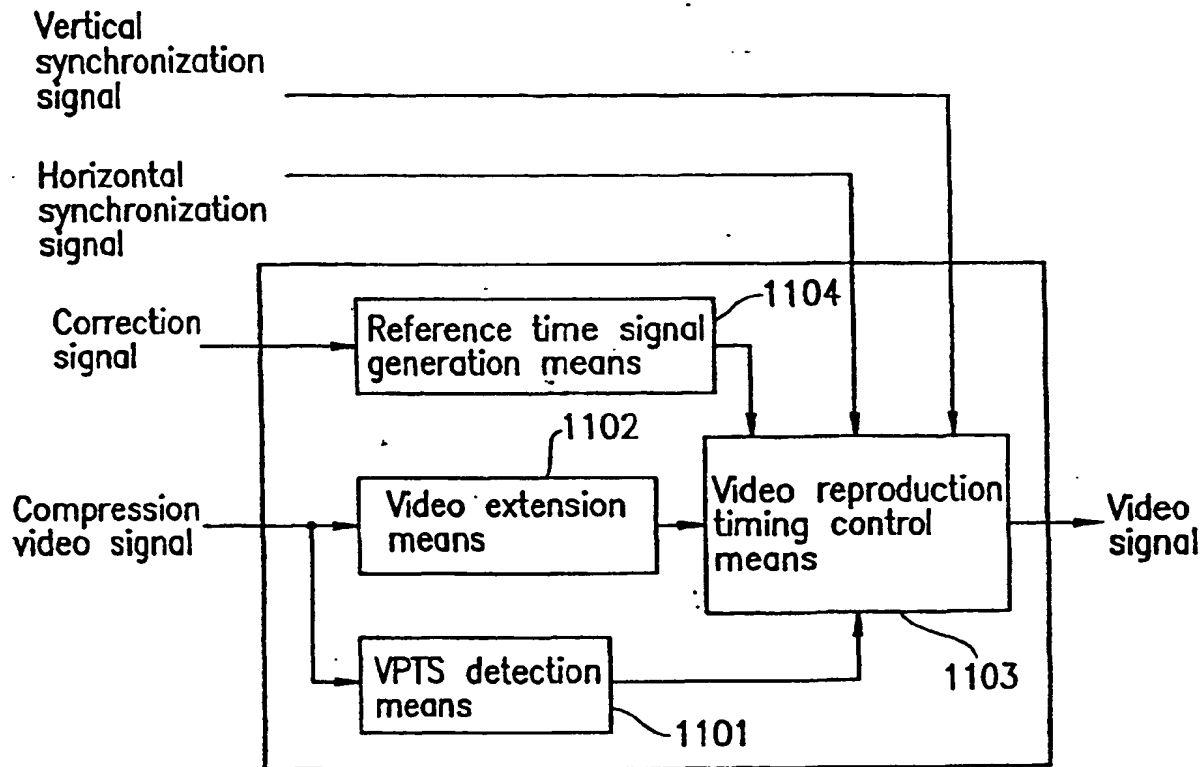 Vertical
synchronization
signal
Horizontal
synchronization
signal
Correction
signal
Reference time signal
generation means
1104
1102
Compression
video signal
Video extension
means
Video reproduction
timing control
means
Video
signal
VPTS detection
means
1103
1101